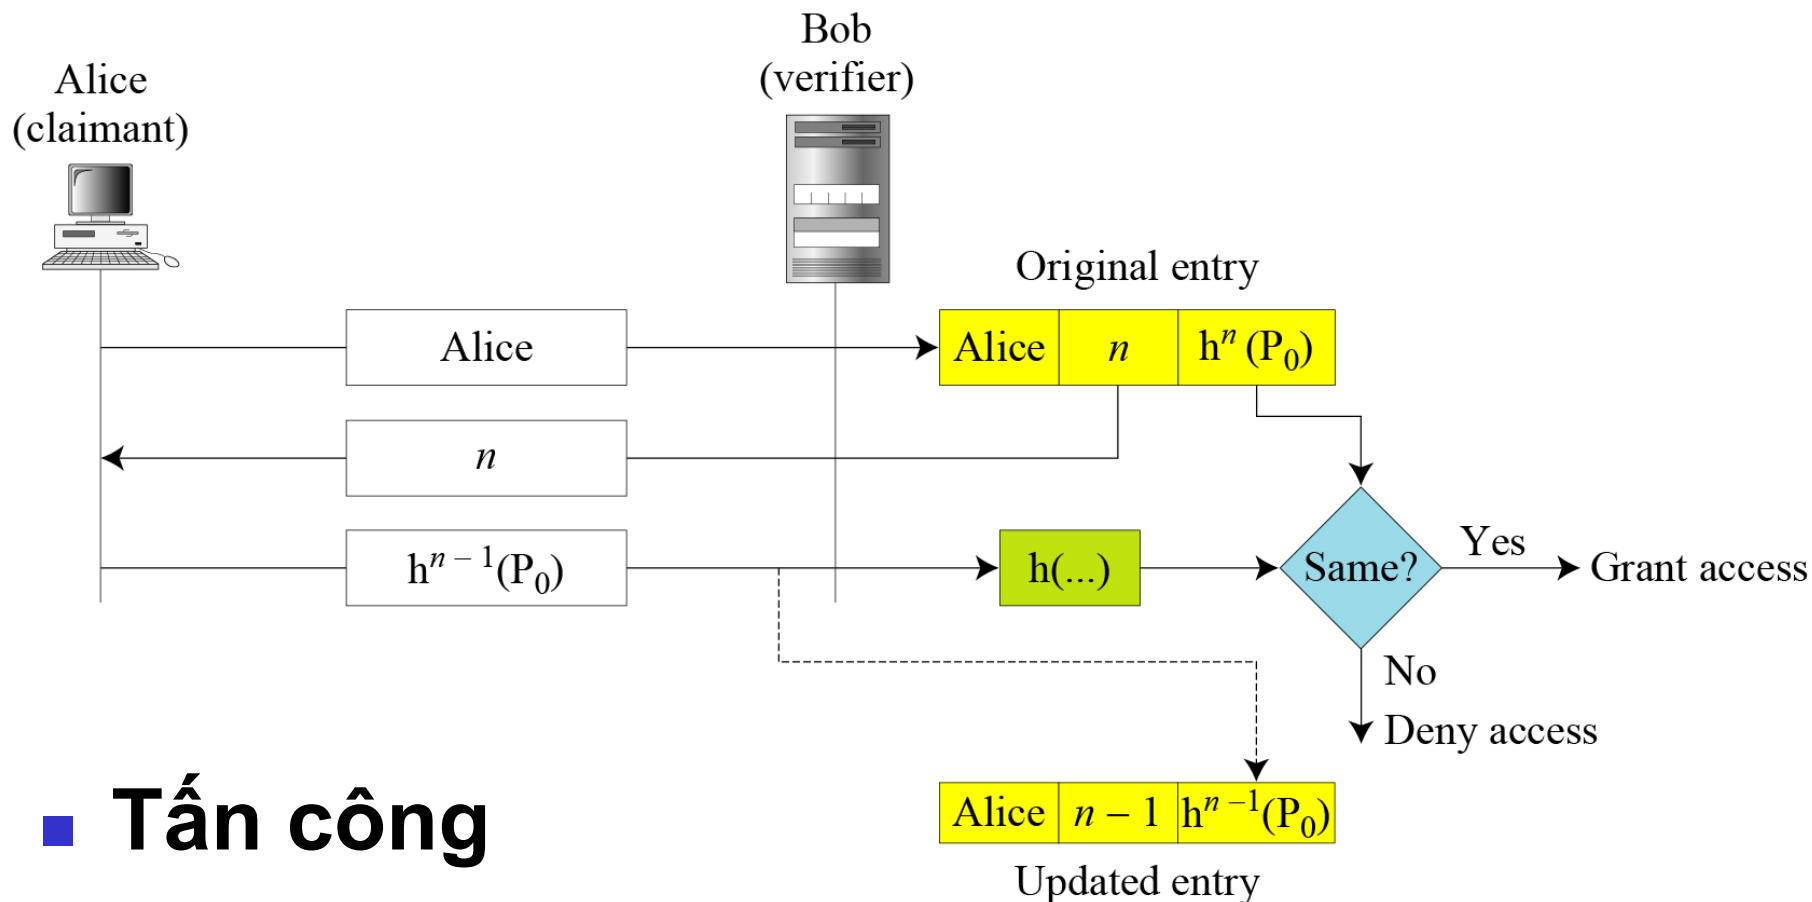 Bob
(verifier)
Alice
(claimant)
Original entry
Alice
Alice n hⁿ (P₀)
n
hⁿ ⁻ ¹(P₀)
h(...)
Same?
Yes
Grant access
No
Deny access
Tấn công
Alice n – 1 hⁿ ⁻¹(P₀)
Updated entry